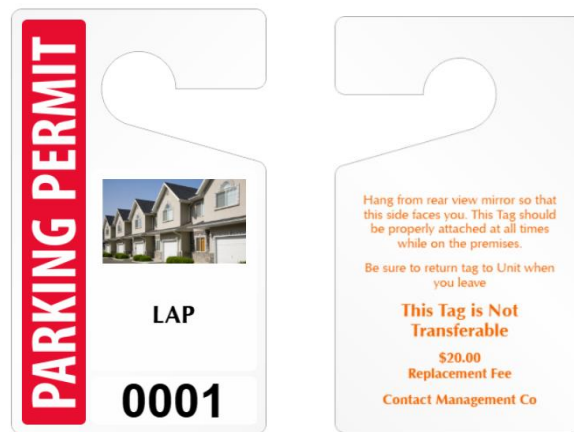 PARKING PERMIT
LAP
0001
Hang from rear view mirror so that
this side faces you. This Tag should
be properly attached at all times
while on the premises.
Be sure to return tag to Unit when
you leave
This Tag is Not
Transferable
$20.00
Replacement Fee
Contact Management Co